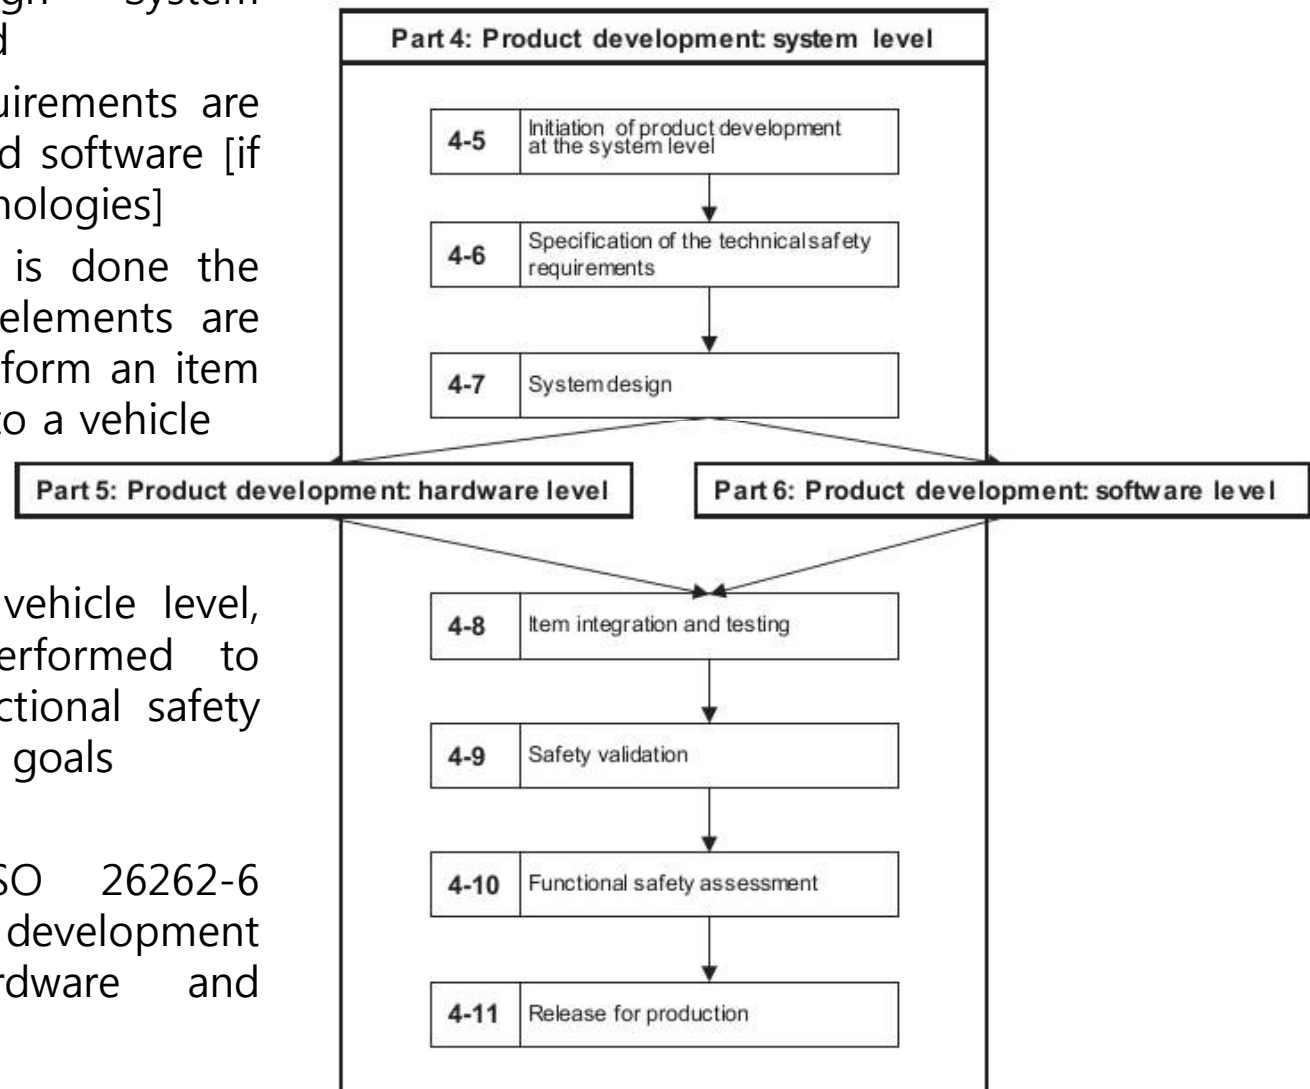 System
quirements are
d software [if
nologies]
is done the
elements are
form an item
to a vehicle
vehicle level,
erformed to
ctional safety
goals
SO 26262-6
development
rdware and
Part 4: Product development: system level
4-5 Initiation of product development
at the system level
4-6 Specification of the technical safety
requirements
4-7 System design
Part 5: Product development: hardware level
Part 6: Product development: software level
4-8 Item integration and testing
4-9 Safety validation
4-10 Functional safety assessment
4-11 Release for production